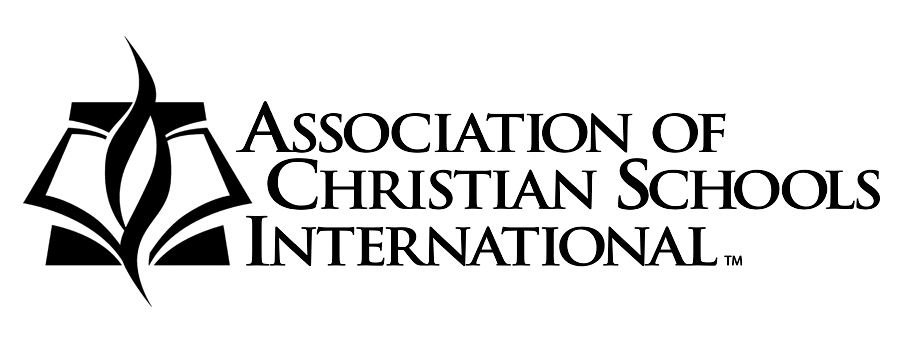 ASSOCIATION OF
CHRISTIAN SCHOOLS
INTERNATIONAL™